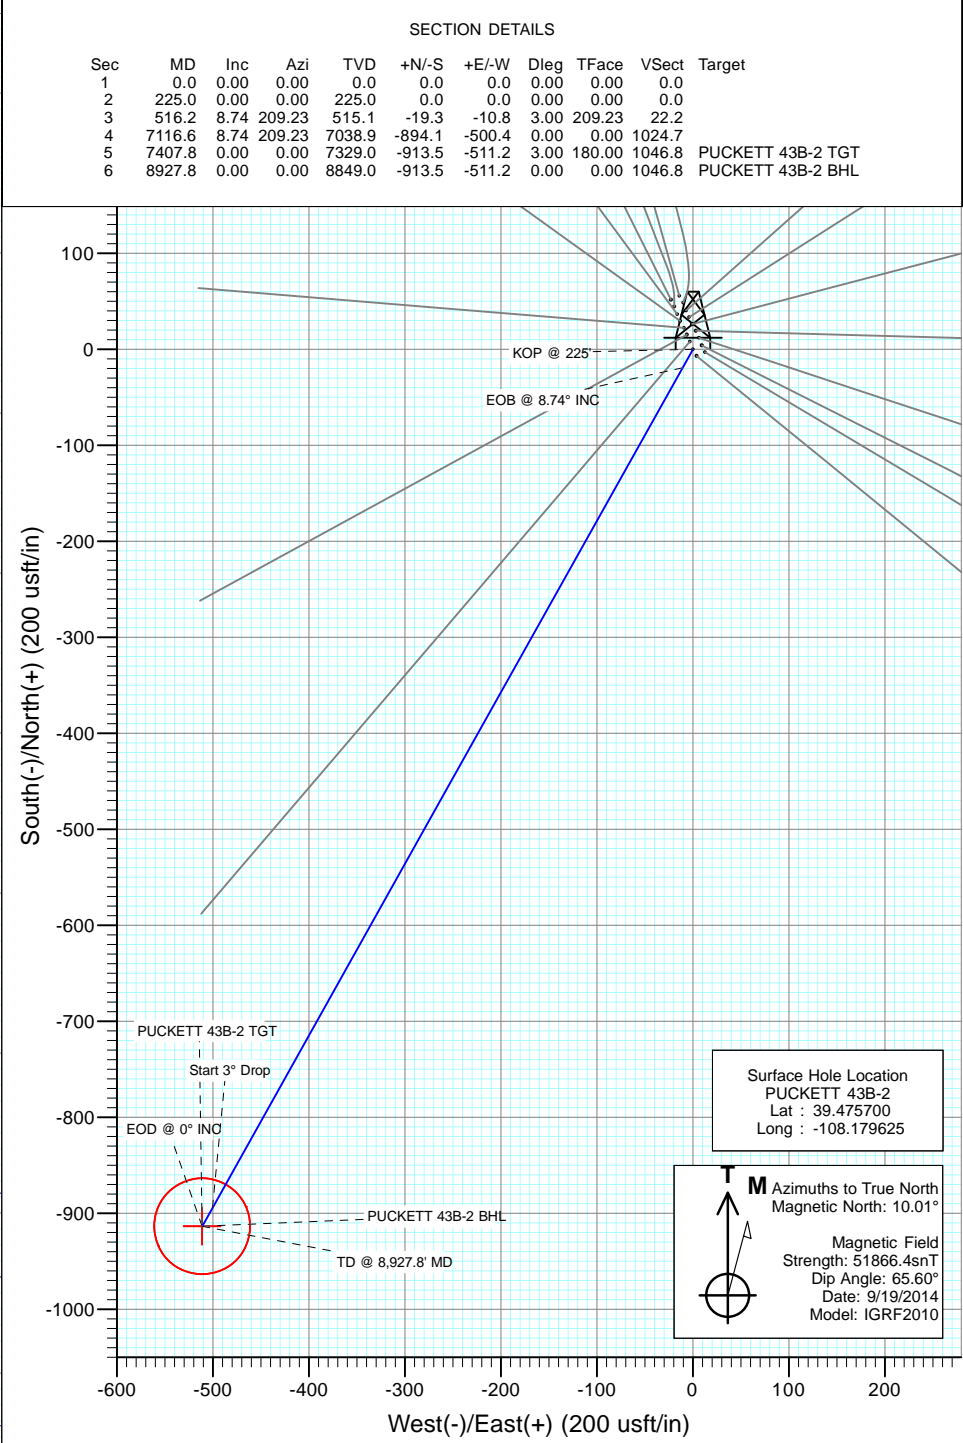 SECTION DETAILS
Sec MD Inc Azi TVD +N/-S +E/-W Dleg TFace VSect Target
1 0.0 0.00 0.00 0.0 0.0 0.0 0.00 0.00 0.0
2 225.0 0.00 0.00 225.0 0.0 0.0 0.00 0.00 0.0
3 516.2 8.74 209.23 515.1 -19.3 -10.8 3.00 209.23 22.2
4 7116.6 8.74 209.23 7038.9 -894.1 -500.4 0.00 0.00 1024.7
5 7407.8 0.00 0.00 7329.0 -913.5 -511.2 3.00 180.00 1046.8 PUCKETT 43B-2 TGT
6 8927.8 0.00 0.00 8849.0 -913.5 -511.2 0.00 0.00 1046.8 PUCKETT 43B-2 BHL
100
0
-100
-200
-300
-400
-500
-600
-700
-800
-900
-1000
South(-)/North(+) (200 usft/in)
KOP @ 225'
EOB @ 8.74° INC
PUCKETT 43B-2 TGT
Start 3° Drop
EOD @ 0° INC
PUCKETT 43B-2 BHL
TD @ 8,927.8' MD
Surface Hole Location
PUCKETT 43B-2
Lat : 39.475700
Long : -108.179625
T
M
Azimuths to True North
Magnetic North: 10.01°
Magnetic Field
Strength: 51866.4snT
Dip Angle: 65.60°
Date: 9/19/2014
Model: IGRF2010
-600 -500 -400 -300 -200 -100 0 100 200
West(-)/East(+) (200 usft/in)